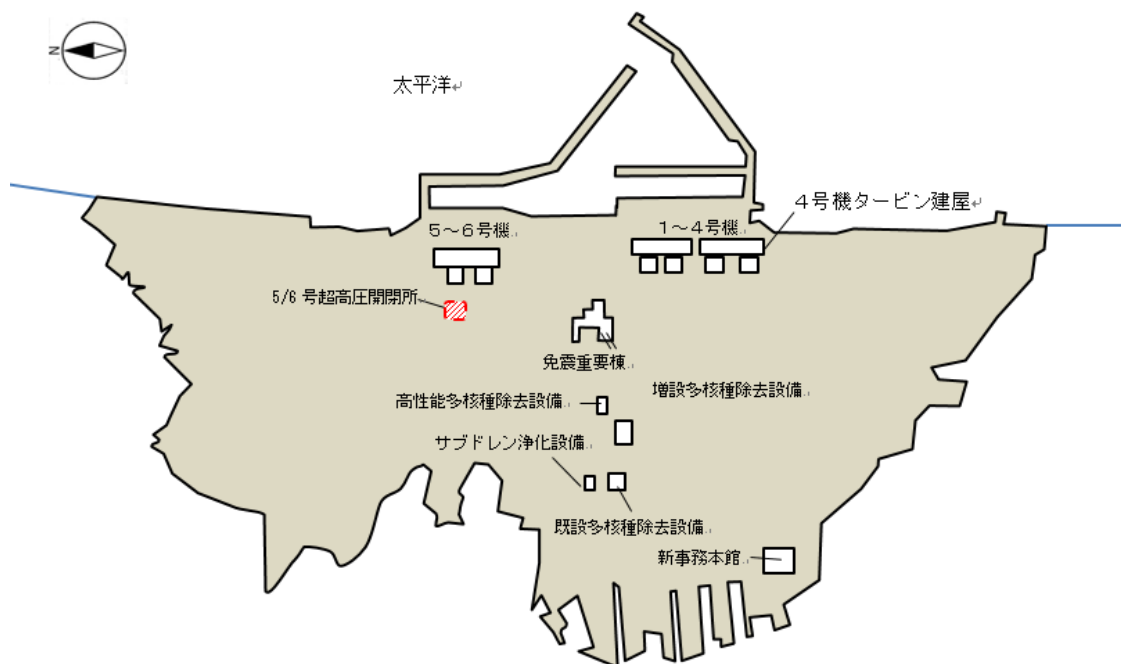 N
太平洋
4号機タービン建屋
5～6号機
1～4号機
5/6 号超高圧開閉所
免震重要棟
増設多核種除去設備
高性能多核種除去設備
サブドレン浄化設備
既設多核種除去設備
新事務本館